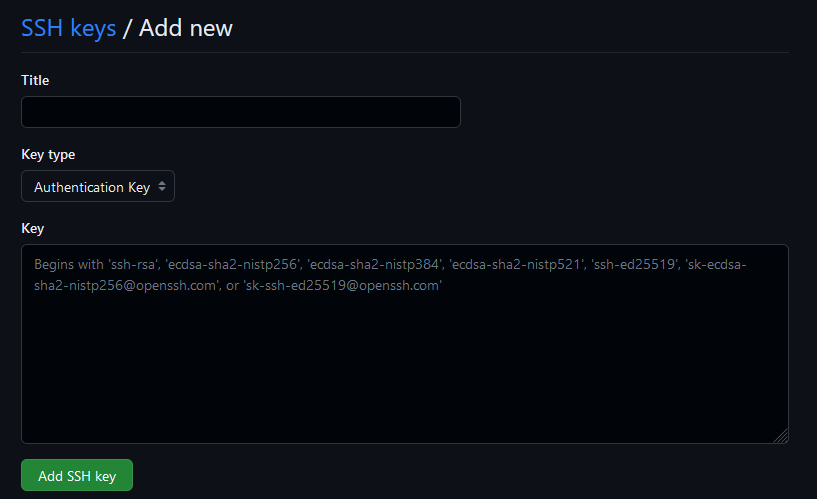 SSH keys / Add new
Title
Key type
Authentication Key
Key
Begins with 'ssh-rsa', 'ecdsa-sha2-nistp256', 'ecdsa-sha2-nistp384', 'ecdsa-sha2-nistp521', 'ssh-ed25519', 'sk-ecdsa-
sha2-nistp256@openssh.com', or 'sk-ssh-ed25519@openssh.com'
Add SSH key